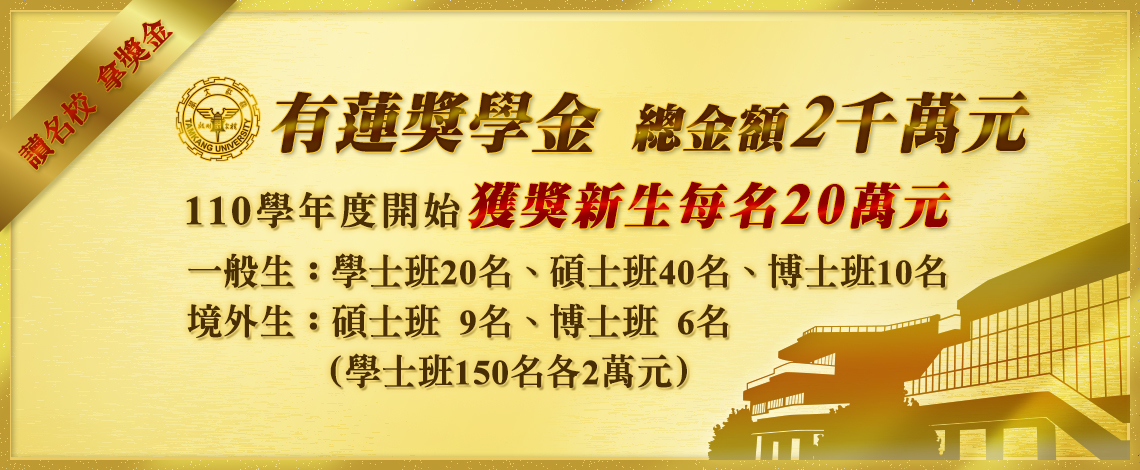 讀名校 拿獎金
TAMKANG UNIVERSITY
有蓮獎學金 總金額2千萬元
110學年度開始獲獎新生每名20萬元
一般生：學士班20名、碩士班40名、博士班10名
境外生：碩士班 9名、博士班 6名
（學士班150名各2萬元）